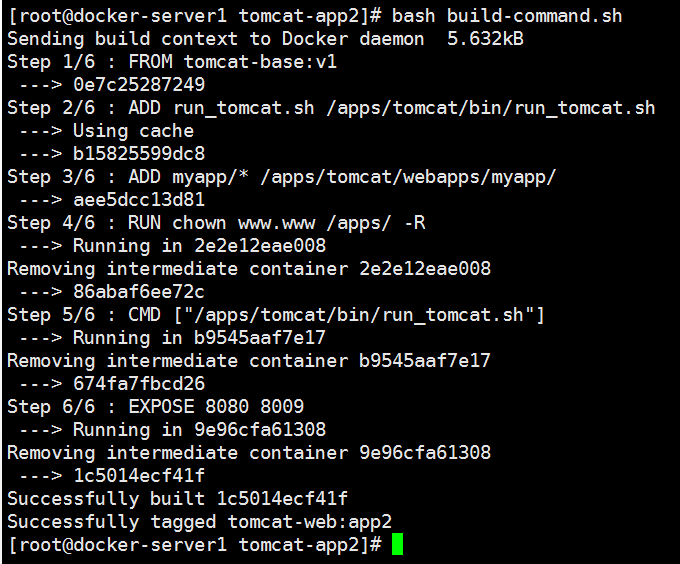 [root@docker-server1 tomcat-app2]# bash build-command.sh
Sending build context to Docker daemon  5.632kB
Step 1/6 : FROM tomcat-base:v1
 ---> 0e7c25287249
Step 2/6 : ADD run_tomcat.sh /apps/tomcat/bin/run_tomcat.sh
 ---> Using cache
 ---> b15825599dc8
Step 3/6 : ADD myapp/* /apps/tomcat/webapps/myapp/
 ---> aee5dcc13d81
Step 4/6 : RUN chown www.www /apps/ -R
 ---> Running in 2e2e12eae008
Removing intermediate container 2e2e12eae008
 ---> 86abaf6ee72c
Step 5/6 : CMD ["/apps/tomcat/bin/run_tomcat.sh"]
 ---> Running in b9545aaf7e17
Removing intermediate container b9545aaf7e17
 ---> 674fa7fbcd26
Step 6/6 : EXPOSE 8080 8009
 ---> Running in 9e96cfa61308
Removing intermediate container 9e96cfa61308
 ---> 1c5014ecf41f
Successfully built 1c5014ecf41f
Successfully tagged tomcat-web:app2
[root@docker-server1 tomcat-app2]#